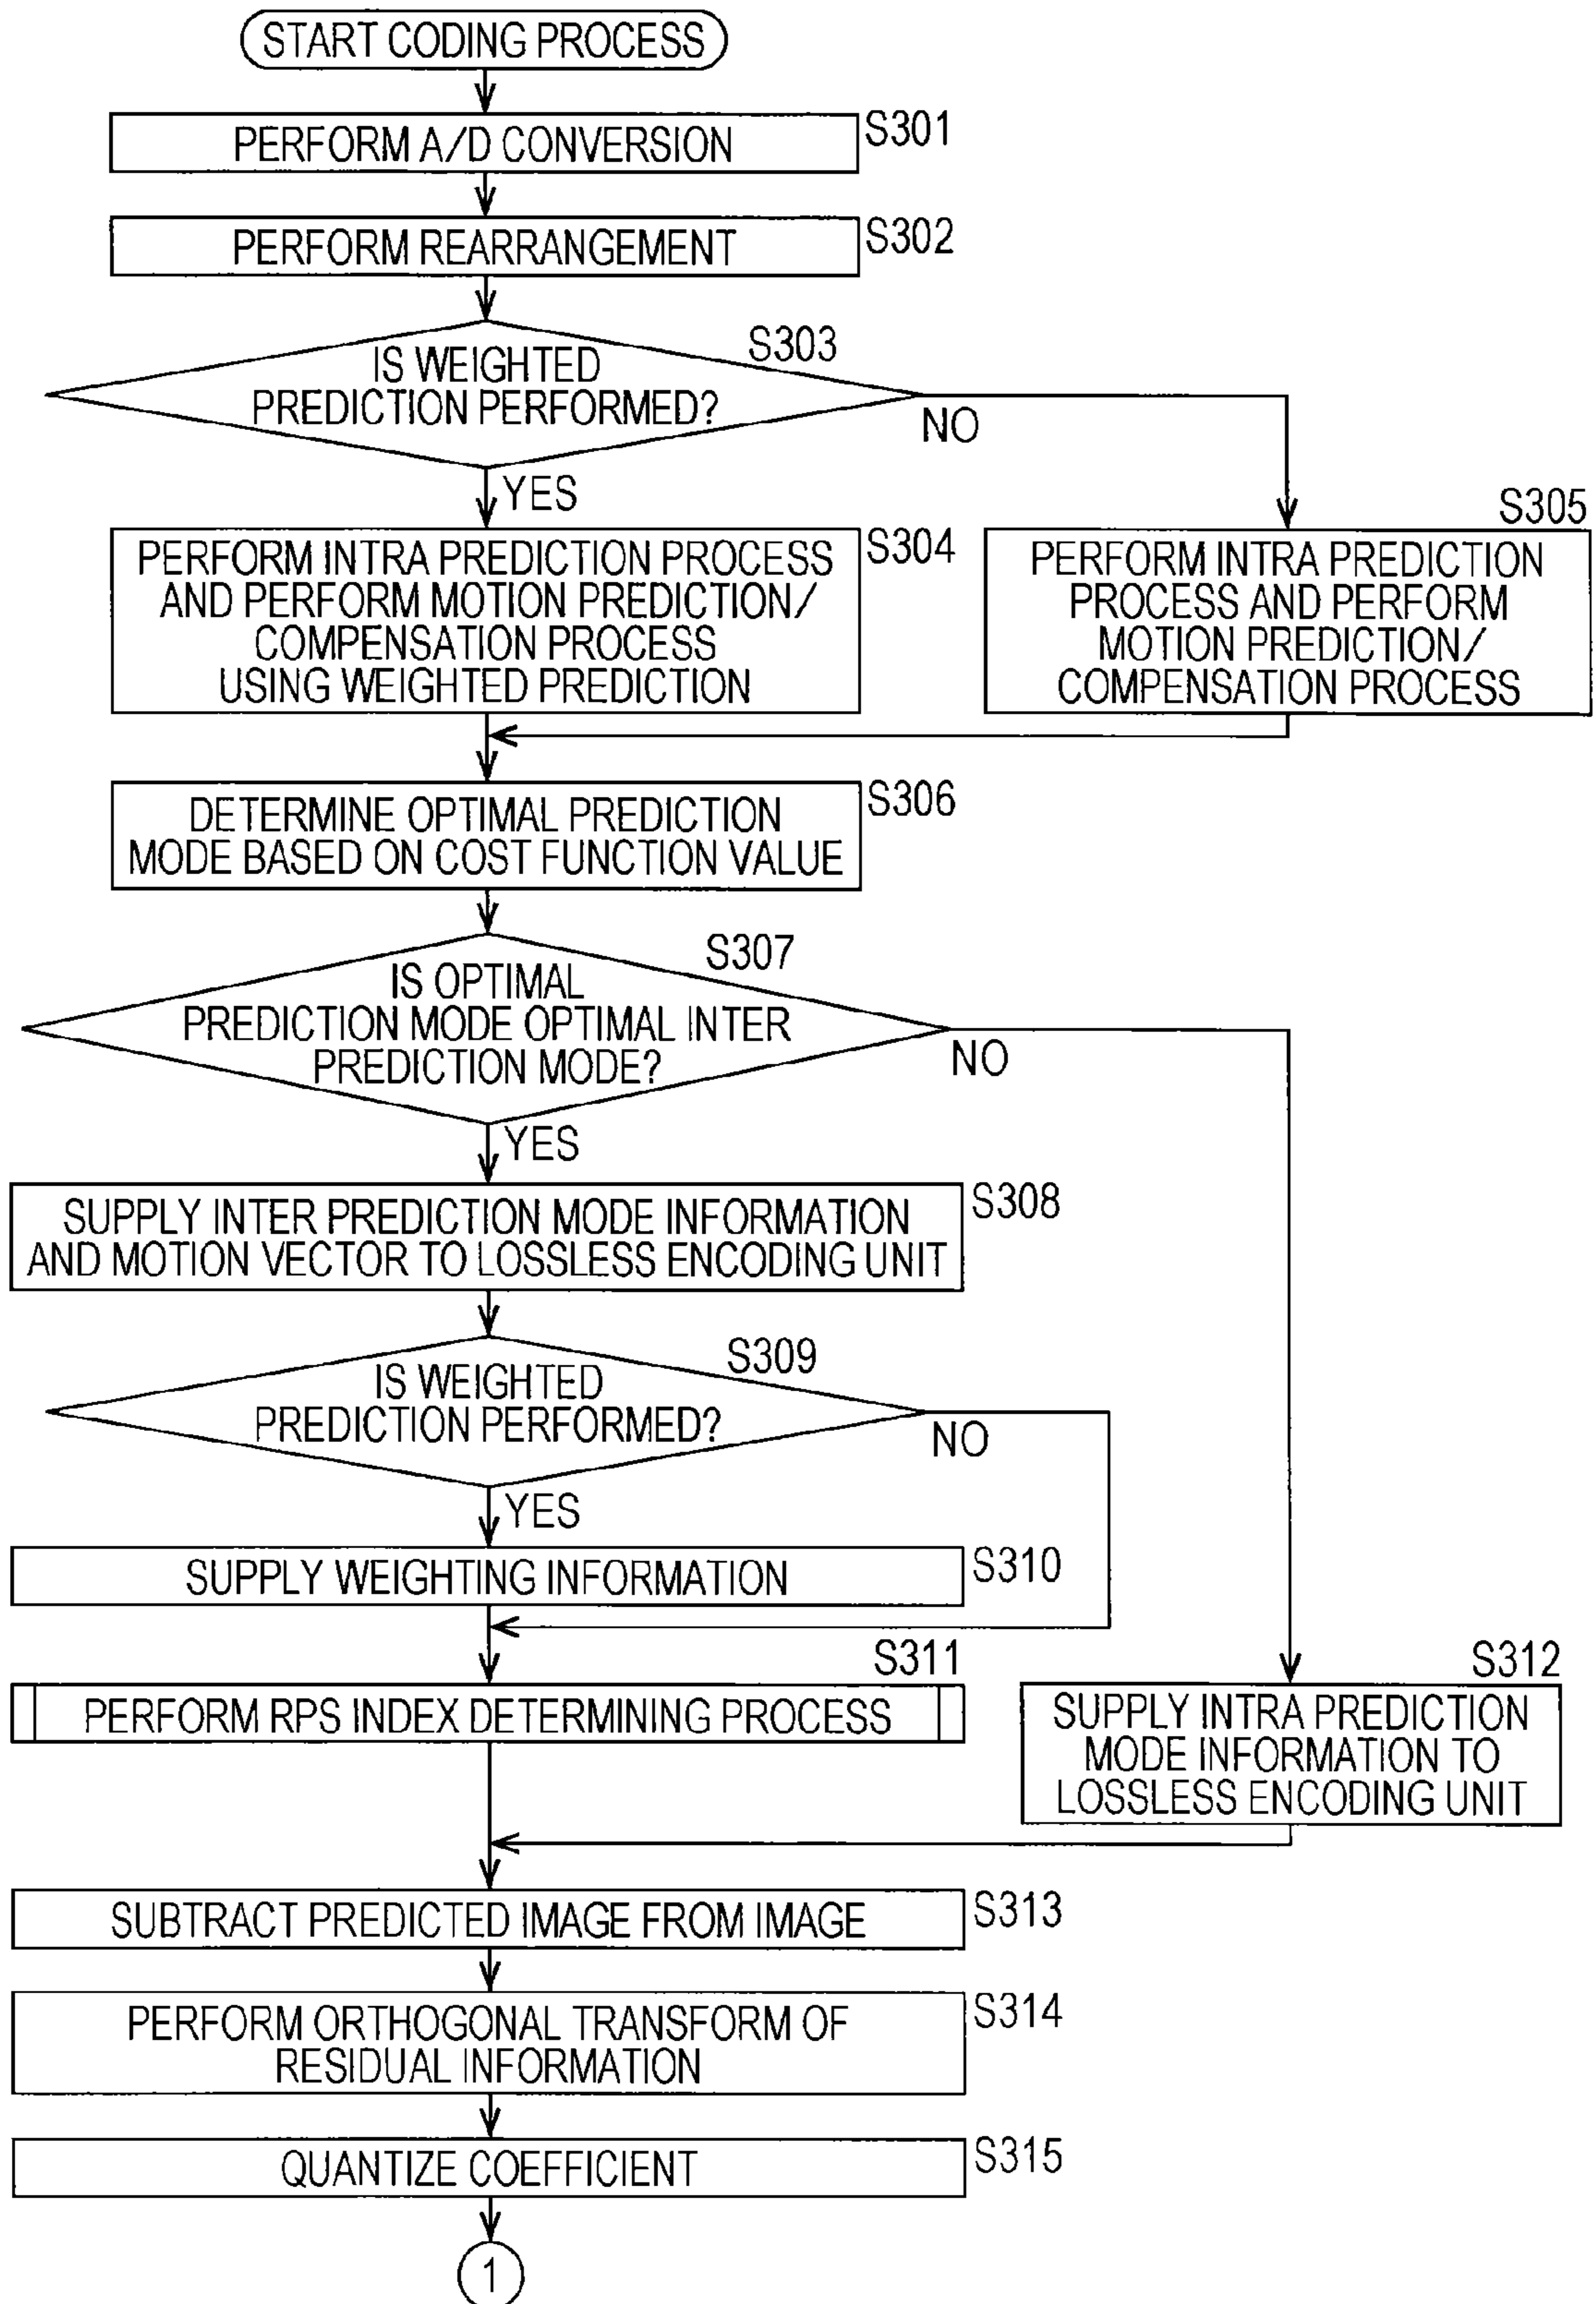 START CODING PROCESS
S301
PERFORM A/D CONVERSION
S302
PERFORM REARRANGEMENT
S303
IS WEIGHTED
PREDICTION PERFORMED?
NO
YES
S304
PERFORM INTRA PREDICTION PROCESS
AND PERFORM MOTION PREDICTION/
COMPENSATION PROCESS
USING WEIGHTED PREDICTION
S305
PERFORM INTRA PREDICTION
PROCESS AND PERFORM
MOTION PREDICTION/
COMPENSATION PROCESS
S306
DETERMINE OPTIMAL PREDICTION
MODE BASED ON COST FUNCTION VALUE
S307
IS OPTIMAL
PREDICTION MODE OPTIMAL INTER
PREDICTION MODE?
NO
YES
S308
SUPPLY INTER PREDICTION MODE INFORMATION
AND MOTION VECTOR TO LOSSLESS ENCODING UNIT
S309
IS WEIGHTED
PREDICTION PERFORMED?
NO
YES
S310
SUPPLY WEIGHTING INFORMATION
S311
PERFORM RPS INDEX DETERMINING PROCESS
S312
SUPPLY INTRA PREDICTION
MODE INFORMATION TO
LOSSLESS ENCODING UNIT
S313
SUBTRACT PREDICTED IMAGE FROM IMAGE
S314
PERFORM ORTHOGONAL TRANSFORM OF
RESIDUAL INFORMATION
S315
QUANTIZE COEFFICIENT
1